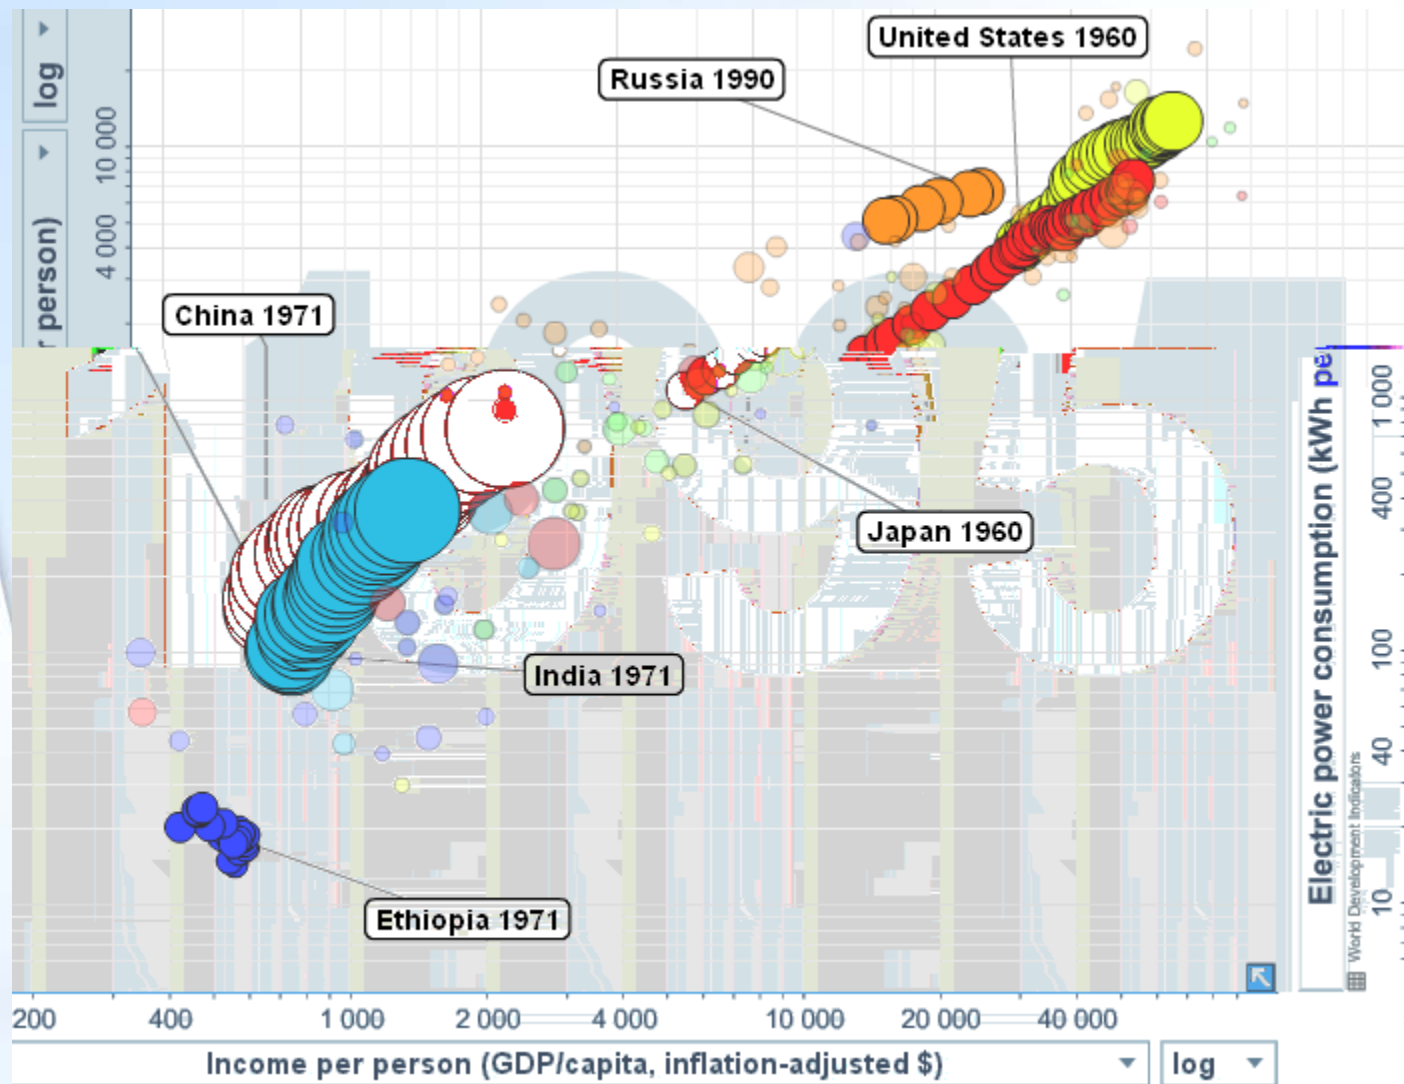 log
r person)
10 000
4 000
United States 1960
Russia 1990
China 1971
Japan 1960
India 1971
Ethiopia 1971
Electric power consumption (kWh pe
1 000
400
100
40
10
World Development Indicators
200 400 1 000 2 000 4 000 10 000 20 000 40 000
Income per person (GDP/capita, inflation-adjusted $) log